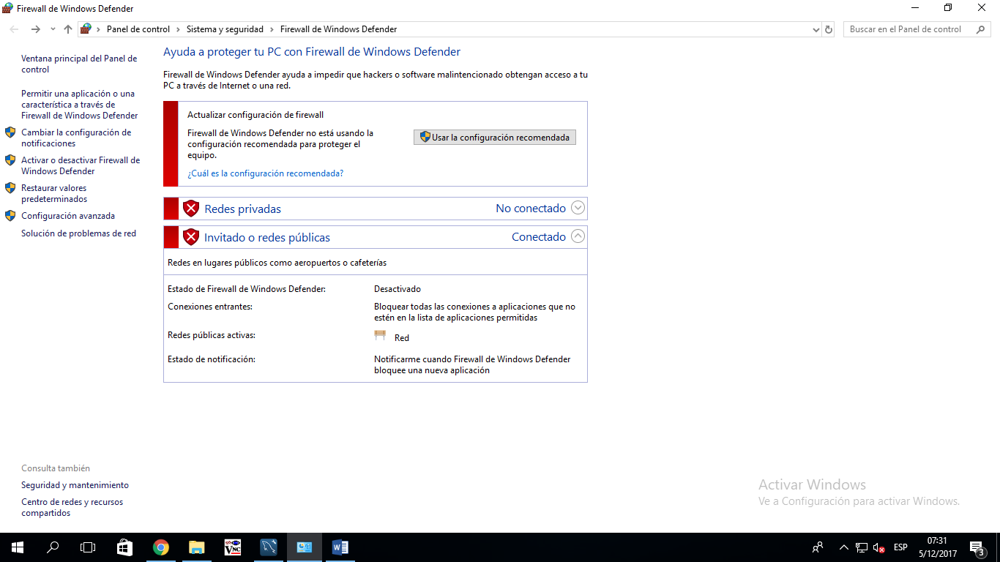 Firewall de Windows Defender
Panel de control
Sistema y seguridad
Firewall de Windows Defender
Buscar en el Panel de control
Ventana principal del Panel de
control
Permitir una aplicación o una
característica a través de
Firewall de Windows Defender
Cambiar la configuración de
notificaciones
Activar o desactivar Firewall de
Windows Defender
Restaurar valores
predeterminados
Configuración avanzada
Solución de problemas de red
Ayuda a proteger tu PC con Firewall de Windows Defender
Firewall de Windows Defender ayuda a impedir que hackers o software malintencionado obtengan acceso a tu
PC a través de Internet o una red.
Actualizar configuración de firewall
Firewall de Windows Defender no está usando la
configuración recomendada para proteger el
equipo.
Usar la configuración recomendada
¿Cuál es la configuración recomendada?
Redes privadas
No conectado
Invitado o redes públicas
Conectado
Redes en lugares públicos como aeropuertos o cafeterías
Estado de Firewall de Windows Defender:
Desactivado
Conexiones entrantes:
Bloquear todas las conexiones a aplicaciones que no
estén en la lista de aplicaciones permitidas
Redes públicas activas:
Red
Estado de notificación:
Notificarme cuando Firewall de Windows Defender
bloquee una nueva aplicación
Consulta también
Seguridad y mantenimiento
Centro de redes y recursos
compartidos
Activar Windows
Ve a Configuración para activar Windows.
VNC
ESP
07:31
5/12/2017
3